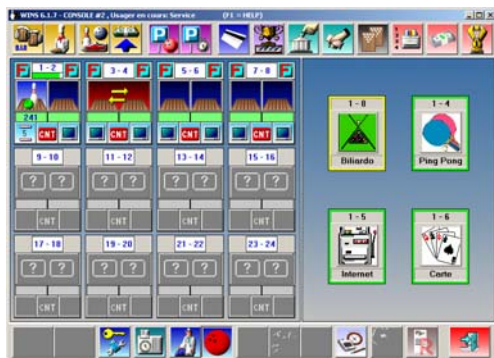 WINS 6.1.7 - CONSOLE #2 , Usager en cours: Service (F1 = HELP)
BAR
P P
F 1 - 2 F F 3 - 4 F F 5 - 6 F F 7 - 8 F
241
5 CNT CNT CNT CNT
9 - 10 11 - 12 13 - 14 15 - 16
? ? ? ? ? ? ? ?
CNT CNT CNT CNT
17 - 18 19 - 20 21 - 22 23 - 24
? ? ? ? ? ? ? ?
CNT CNT CNT CNT
1 - 8 1 - 4
Biliardo Ping Pong
1 - 5 1 - 6
Internet Carte
R